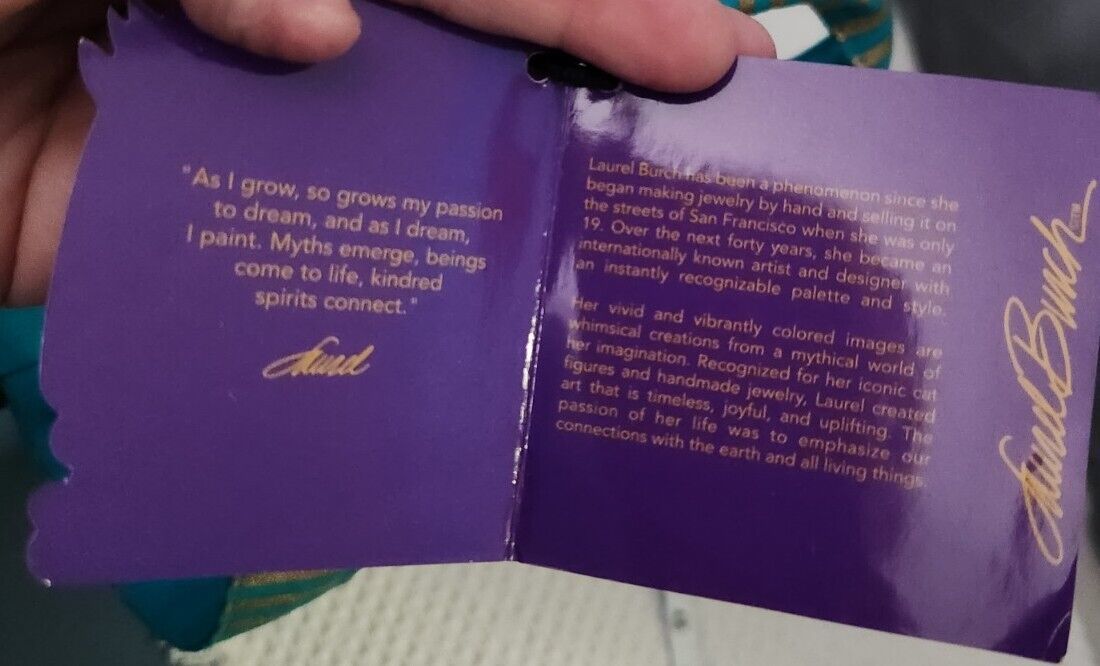 "As I grow, so grows my passion
to dream, and as I dream,
I paint. Myths emerge, beings
come to life, kindred
spirits connect."
Laurel
Laurel Burch has been a phenomenon since she
began making jewelry by hand and selling it on
the streets of San Francisco when she was only
19. Over the next forty years, she became an
internationally known artist and designer with
an instantly recognizable palette and style.
Her vivid and vibrantly colored images are
whimsical creations from a mythical world of
her imagination. Recognized for her iconic cat
figures and handmade jewelry, Laurel created
art that is timeless, joyful, and uplifting. The
passion of her life was to emphasize our
connections with the earth and all living things.
Laurel Burch